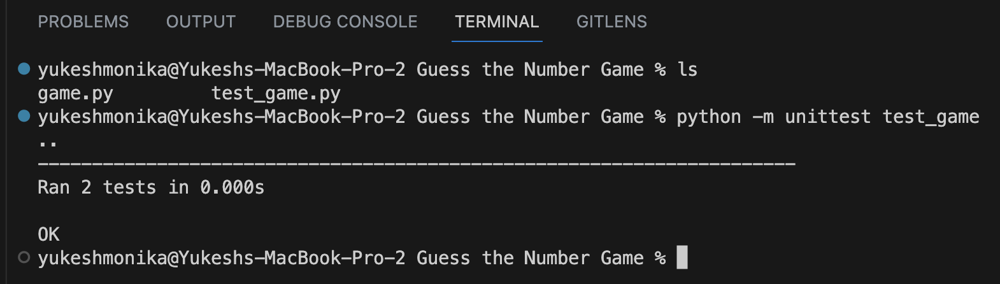 PROBLEMS OUTPUT DEBUG CONSOLE TERMINAL GITLENS
yukeshmonika@Yukeshs-MacBook-Pro-2 Guess the Number Game % ls
game.py test_game.py
yukeshmonika@Yukeshs-MacBook-Pro-2 Guess the Number Game % python -m unittest test_game
..
----------------------------------------------------------------------
Ran 2 tests in 0.000s
OK
yukeshmonika@Yukeshs-MacBook-Pro-2 Guess the Number Game %